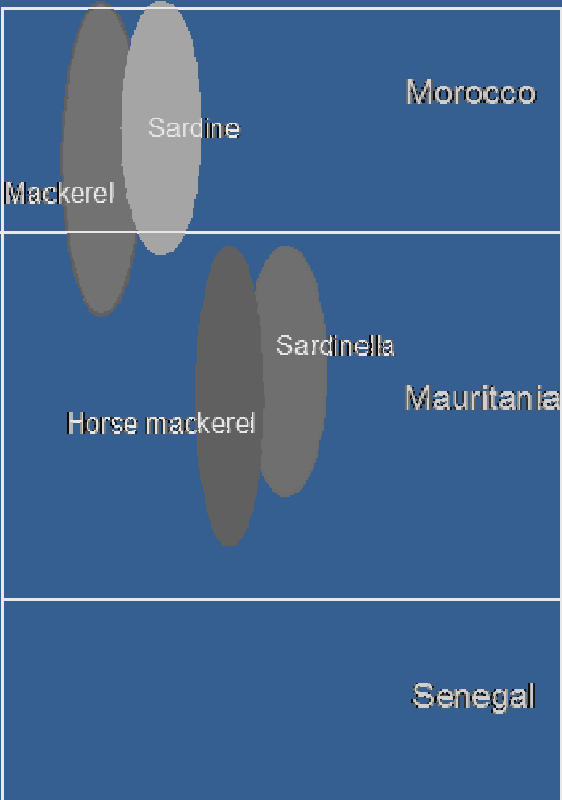 Morocco
Sardine
Mackerel
Sardinella
Mauritania
Horse mackerel
Senegal